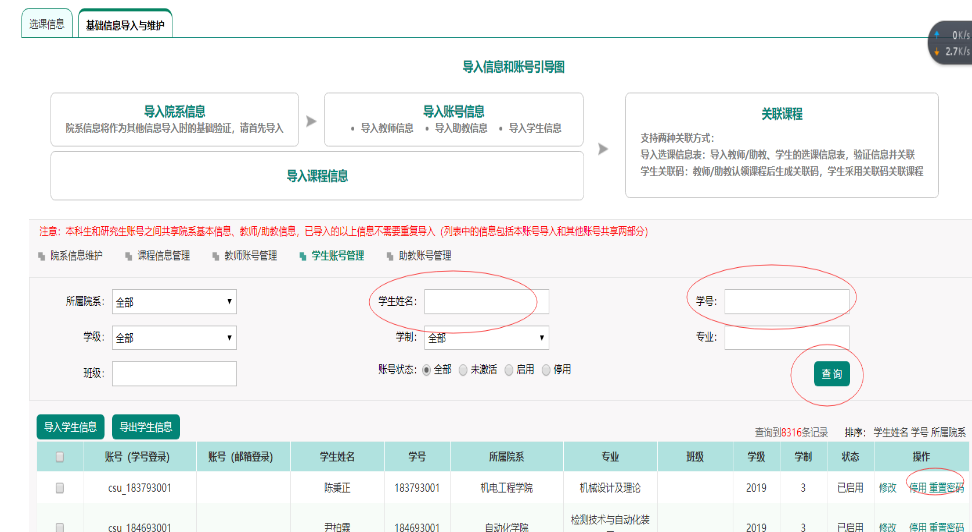 选课信息 基础信息导入与维护
0K/s
2.7K/s
导入信息和账号引导图
导入院系信息
院系信息将作为其他信息导入时的基础验证，请首先导入
导入账号信息
• 导入教师信息 • 导入助教信息 • 导入学生信息
导入课程信息
关联课程
支持两种关联方式：
导入选课信息表：导入教师/助教、学生的选课信息表，验证信息并关联
学生关联码：教师/助教认领课程后生成关联码，学生采用关联码关联课程
注意：本科生和研究生账号之间共享院系基本信息、教师/助教信息，已导入的以上信息不需要重复导入（列表中的信息包括本账号导入和其他账号共享两部分）
院系信息维护 课程信息管理 教师账号管理 学生账号管理 助教账号管理
所属院系： 全部 学生姓名： 学号：
学级： 全部 学制： 全部 专业：
班级： 账号状态： 全部 未激活 启用 停用 查询
导入学生信息 导出学生信息
查询到8316条记录 排序： 学生姓名 学号 所属院系
账号（学号登录） 账号（邮箱登录） 学生姓名 学号 所属院系 专业 班级 学级 学制 状态 操作
csu_183793001 陈秉正 183793001 机电工程学院 机械设计及理论 2019 3 已启用 修改 停用 重置密码
csu_184693001 尹柏霖 184693001 自动化学院 检测技术与自动化装 2019 3 已启用 修改 停用 重置密码